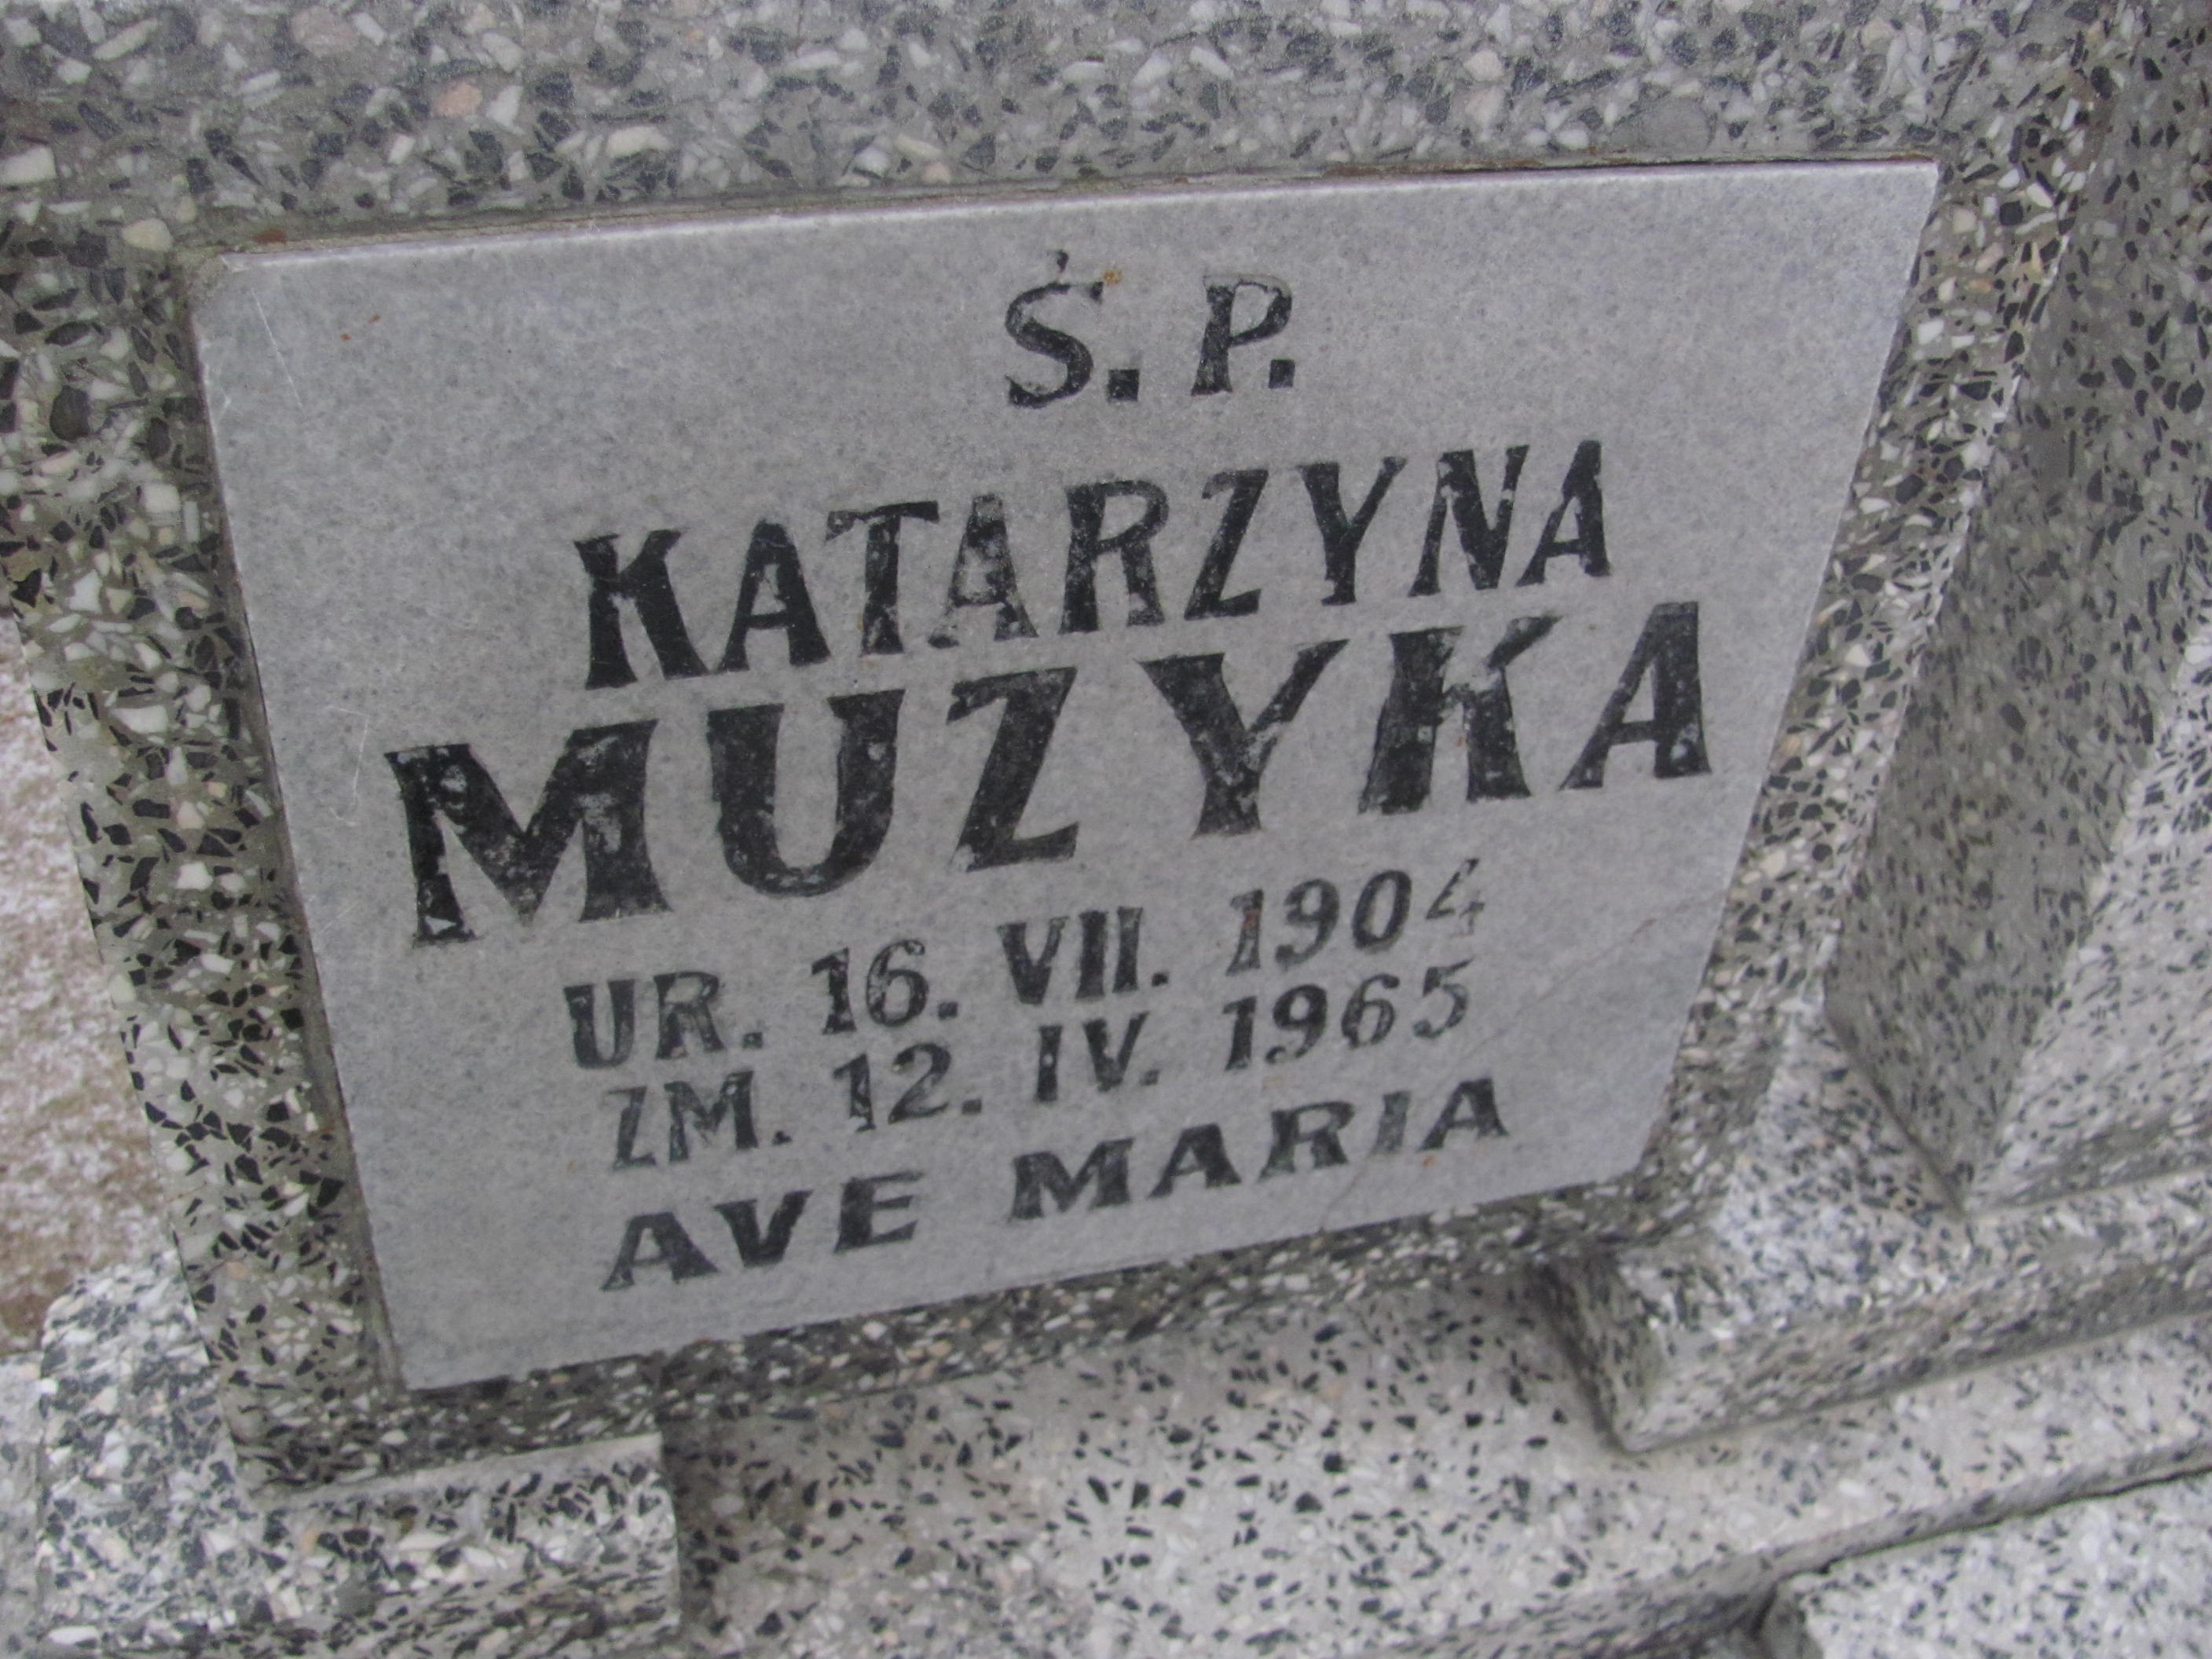 Ś. P.
KATARZYNA
MUZYKA
UR. 16. VII. 1904
ZM. 12. IV. 1965
AVE MARIA